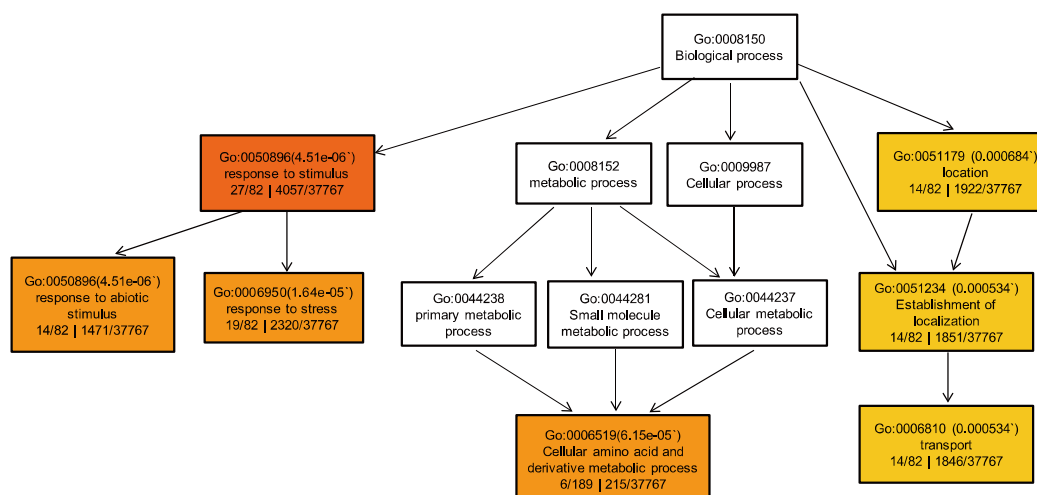 Go:0008150
Biological process
Go:0050896(4.51e-06`)
response to stimulus
27/82 | 4057/37767
Go:0008152
metabolic process
Go:0009987
Cellular process
Go:0051179 (0.000684`)
location
14/82 | 1922/37767
Go:0050896(4.51e-06`)
response to abiotic
stimulus
14/82 | 1471/37767
Go:0006950(1.64e-05`)
response to stress
19/82 | 2320/37767
Go:0044238
primary metabolic
process
Go:0044281
Small molecule
metabolic process
Go:0044237
Cellular metabolic
process
Go:0051234 (0.000534`)
Establishment of
localization
14/82 | 1851/37767
Go:0006519(6.15e-05`)
Cellular amino acid and
derivative metabolic process
6/189 | 215/37767
Go:0006810 (0.000534`)
transport
14/82 | 1846/37767